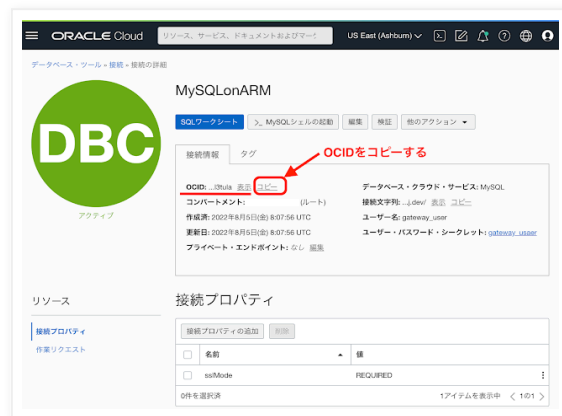 ORACLE Cloud
リソース、サービス、ドキュメントおよびマーケ
US East (Ashburn)
データベース・ツール » 接続 » 接続の詳細
DBC
アクティブ
MySQLonARM
SQLワークシート
>_ MySQLシェルの起動
編集
検証
他のアクション
接続情報
タグ
OCIDをコピーする
OCID: ...i3tula 表示 コピー
コンパートメント: (ルート)
作成済: 2022年8月5日(金) 8:07:56 UTC
更新日: 2022年8月5日(金) 8:07:56 UTC
プライベート・エンドポイント: なし 編集
データベース・クラウド・サービス: MySQL
接続文字列: ...j.dev/ 表示 コピー
ユーザー名: gateway_user
ユーザー・パスワード・シークレット: gateway_usaer
リソース
接続プロパティ
作業リクエスト
接続プロパティ
接続プロパティの追加
削除
名前
値
sslMode
REQUIRED
0件を選択済
1アイテムを表示中
1の1